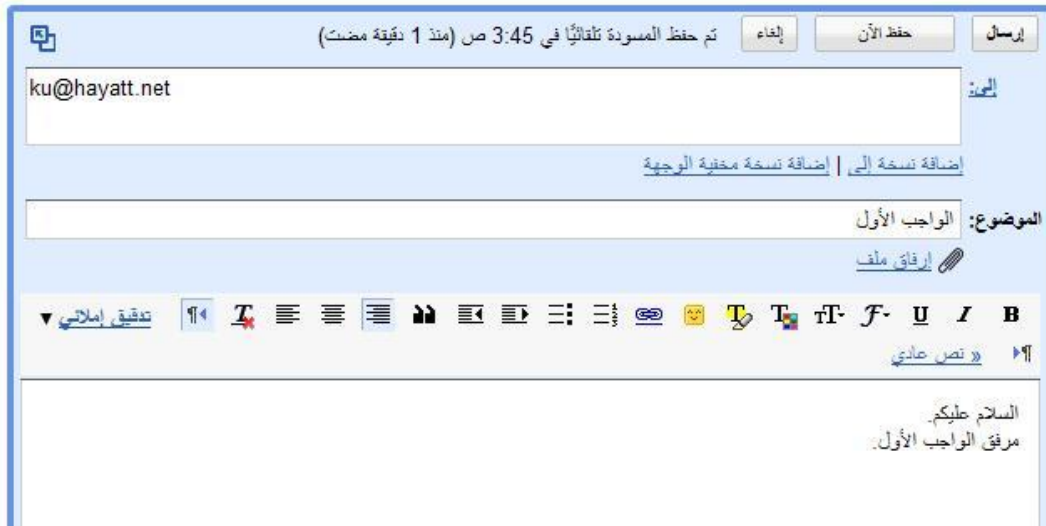 إرسال حفظ الآن إلغاء تم حفظ المسودة تلقائيًا في 3:45 ص (منذ 1 دقيقة مضت)
إلى: ku@hayatt.net
إضافة نسخة إلى | إضافة نسخة مخفية الوجهة
الموضوع: الواجب الأول
إرفاق ملف
B I U F T تدقيق إملائي ▼
« نص عادي
السلام عليكم.
مرفق الواجب الأول.